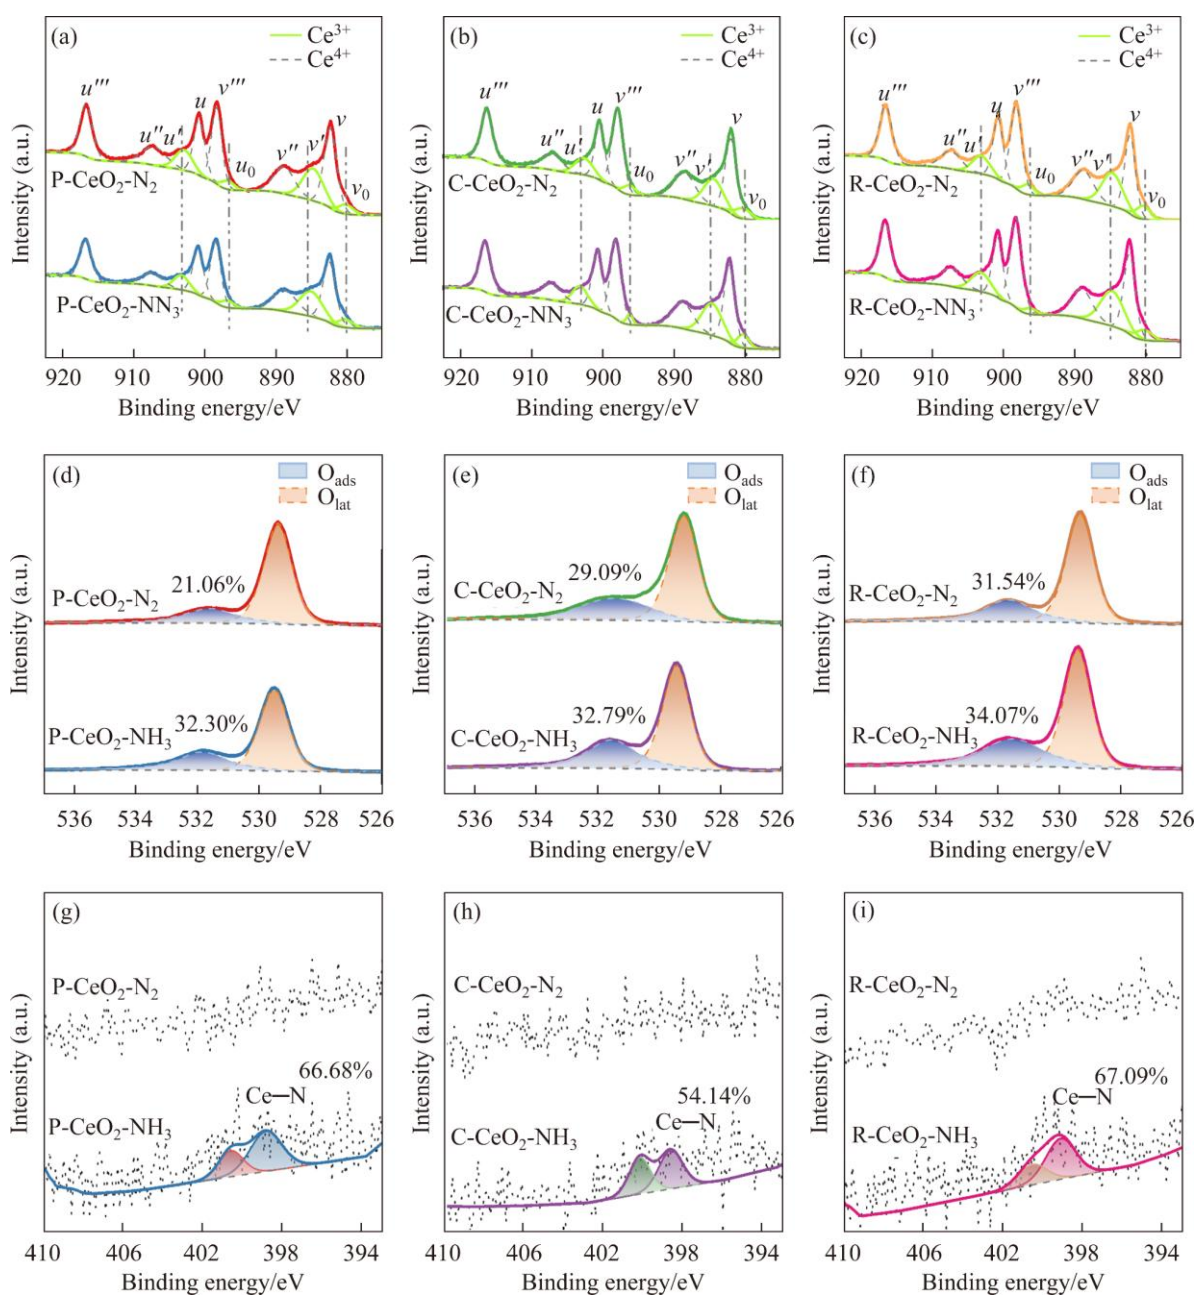 (a)
Ce³⁺
Ce⁴⁺
u'''
u''
u'
u
v'''
u₀
v''
v'
v
v₀
P-CeO₂-N₂
P-CeO₂-NN₃
Intensity (a.u.)
920 910 900 890 880
Binding energy/eV
(b)
Ce³⁺
Ce⁴⁺
u'''
u''
u'
u
v'''
u₀
v''
v'
v
v₀
C-CeO₂-N₂
C-CeO₂-NN₃
Intensity (a.u.)
920 910 900 890 880
Binding energy/eV
(c)
Ce³⁺
Ce⁴⁺
u'''
u''
u'
u
v'''
u₀
v''
v'
v
v₀
R-CeO₂-N₂
R-CeO₂-NN₃
Intensity (a.u.)
920 910 900 890 880
Binding energy/eV
(d)
O_ads
O_lat
21.06%
P-CeO₂-N₂
32.30%
P-CeO₂-NH₃
Intensity (a.u.)
536 534 532 530 528 526
Binding energy/eV
(e)
O_ads
O_lat
29.09%
C-CeO₂-N₂
32.79%
C-CeO₂-NH₃
Intensity (a.u.)
536 534 531 530 528 526
Binding energy/eV
(f)
O_ads
O_lat
31.54%
R-CeO₂-N₂
34.07%
R-CeO₂-NH₃
Intensity (a.u.)
536 534 532 530 528 526
Binding energy/eV
(g)
P-CeO₂-N₂
66.68%
Ce—N
P-CeO₂-NH₃
Intensity (a.u.)
410 406 402 398 394
Binding energy/eV
(h)
C-CeO₂-N₂
54.14%
Ce—N
C-CeO₂-NH₃
Intensity (a.u.)
410 406 402 398 394
Binding energy/eV
(i)
R-CeO₂-N₂
67.09%
Ce—N
R-CeO₂-NH₃
Intensity (a.u.)
410 406 402 398 394
Binding energy/eV